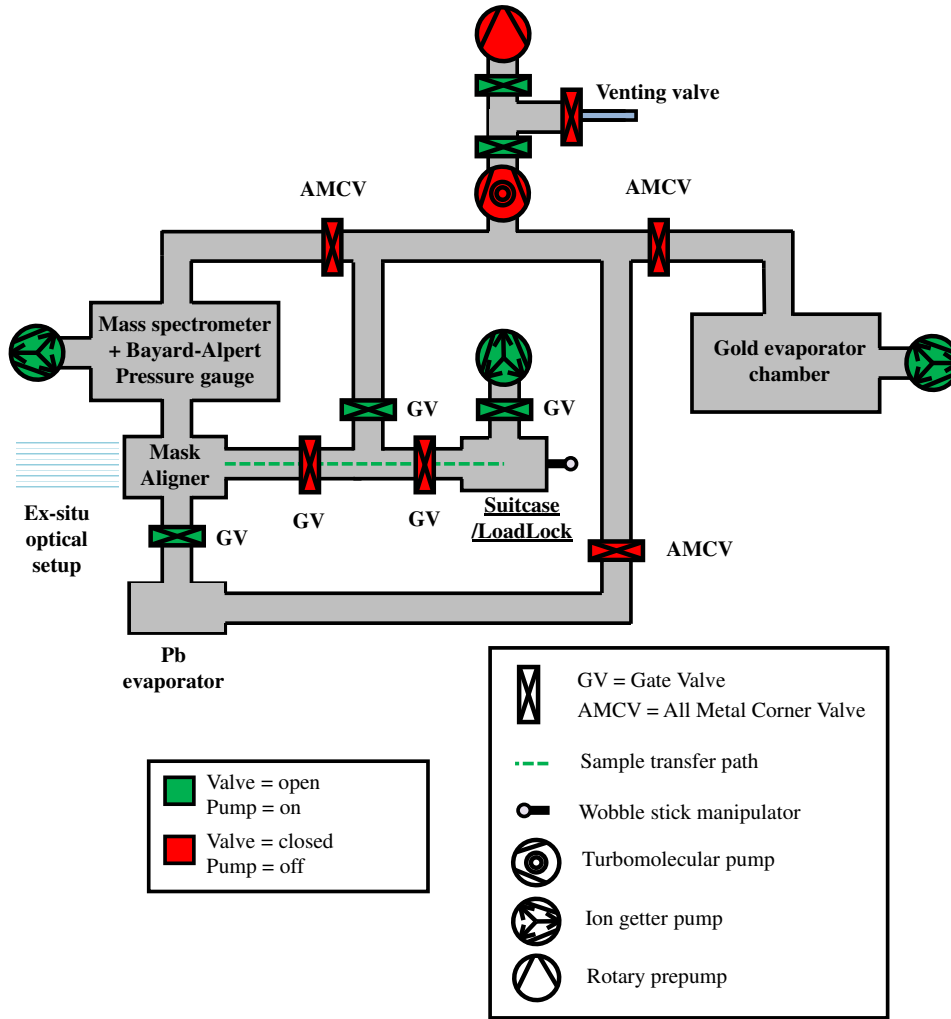 Venting valve
AMCV
AMCV
Mass spectrometer
+ Bayard-Alpert
Pressure gauge
Gold evaporator
chamber
GV
GV
Mask
Aligner
Ex-situ
optical
setup
GV
GV
GV
Suitcase
/LoadLock
AMCV
Pb
evaporator
GV = Gate Valve
AMCV = All Metal Corner Valve
Sample transfer path
Wobble stick manipulator
Turbomolecular pump
Ion getter pump
Rotary prepump
Valve = open
Pump = on
Valve = closed
Pump = off